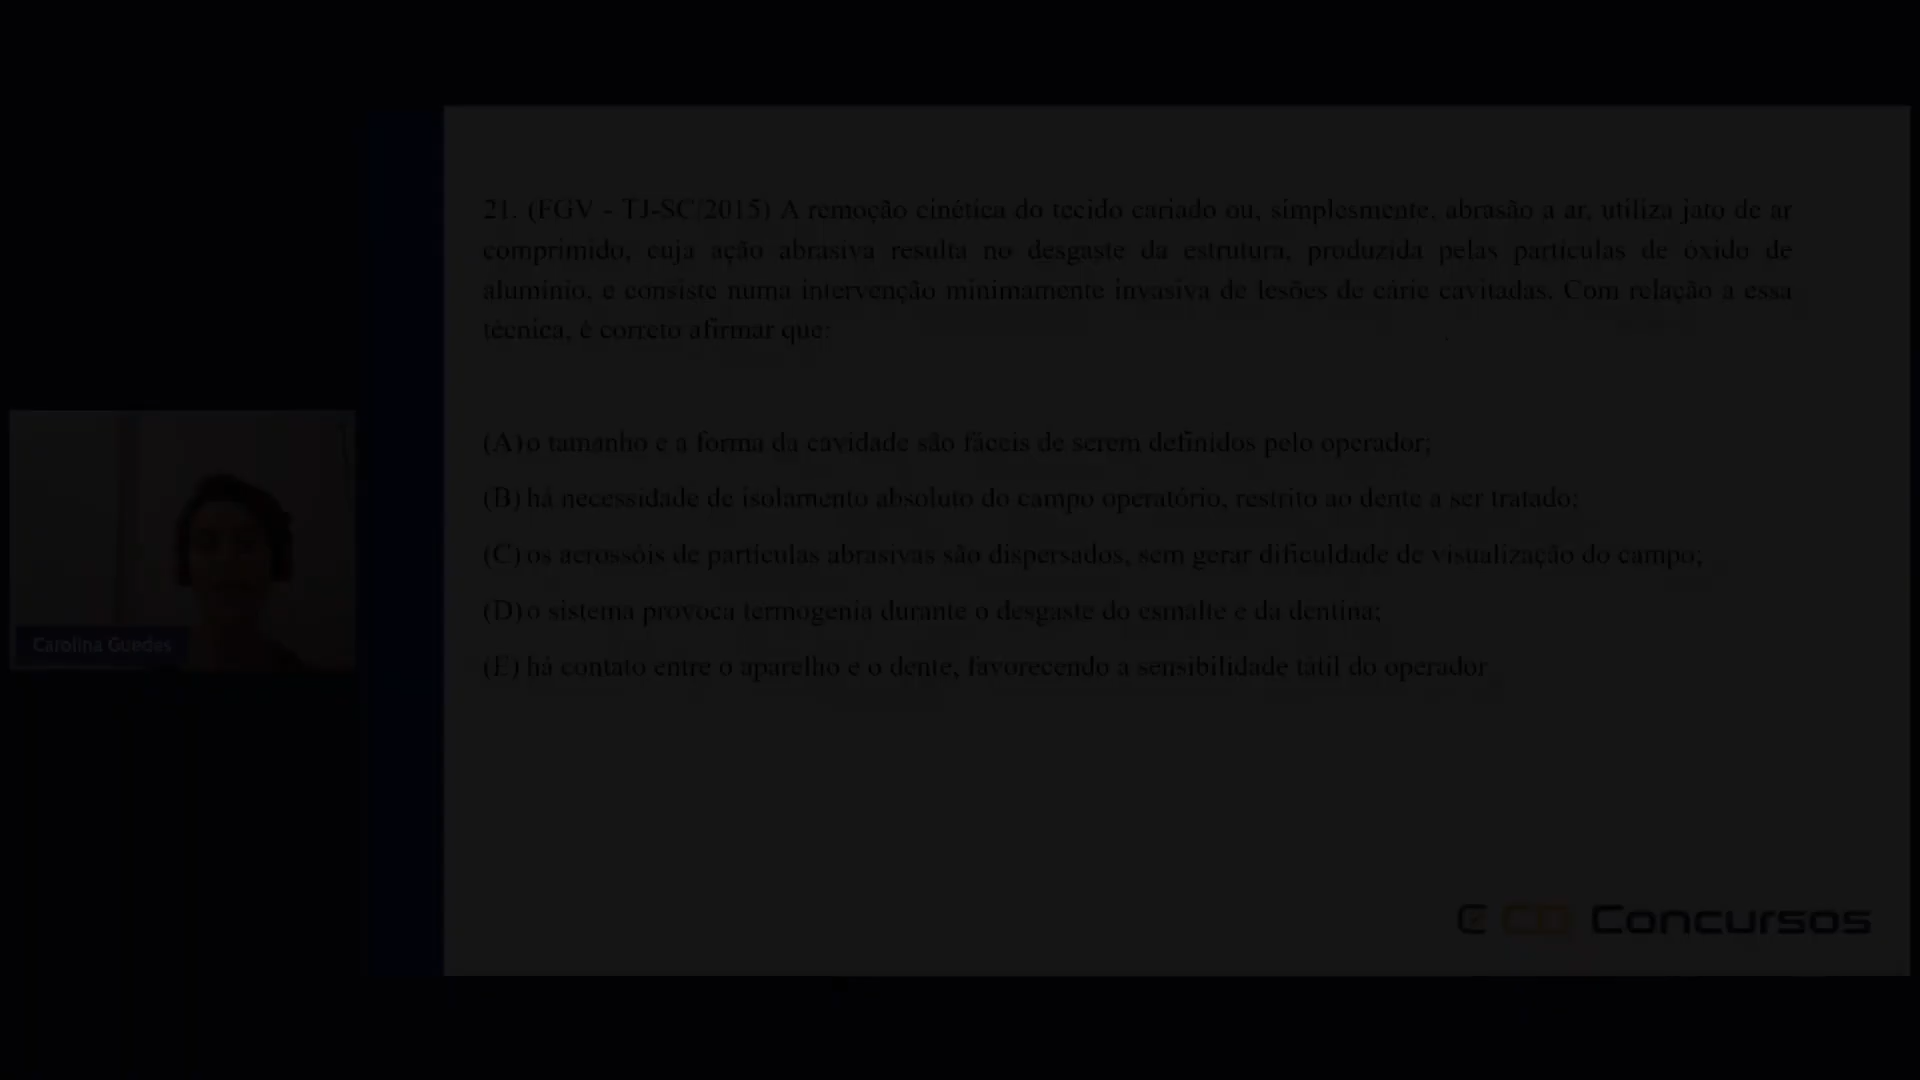 21. (FGV - TJ-SC/2015) A remoção cinética do tecido cariado ou, simplesmente, abrasão a ar, utiliza jato de ar
comprimido, cuja ação abrasiva resulta no desgaste da estrutura, produzida pelas partículas de óxido de
alumínio, e consiste numa intervenção minimamente invasiva de lesões de cárie cavitadas. Com relação a essa
técnica, é correto afirmar que:
(A) o tamanho e a forma da cavidade são fáceis de serem definidos pelo operador;
(B) há necessidade de isolamento absoluto do campo operatório, restrito ao dente a ser tratado;
(C) os aerossóis de partículas abrasivas são dispersados, sem gerar dificuldade de visualização do campo;
(D) o sistema provoca termogenia durante o desgaste do esmalte e da dentina;
(E) há contato entre o aparelho e o dente, favorecendo a sensibilidade tátil do operador
Carolina Guedes
CD Concursos